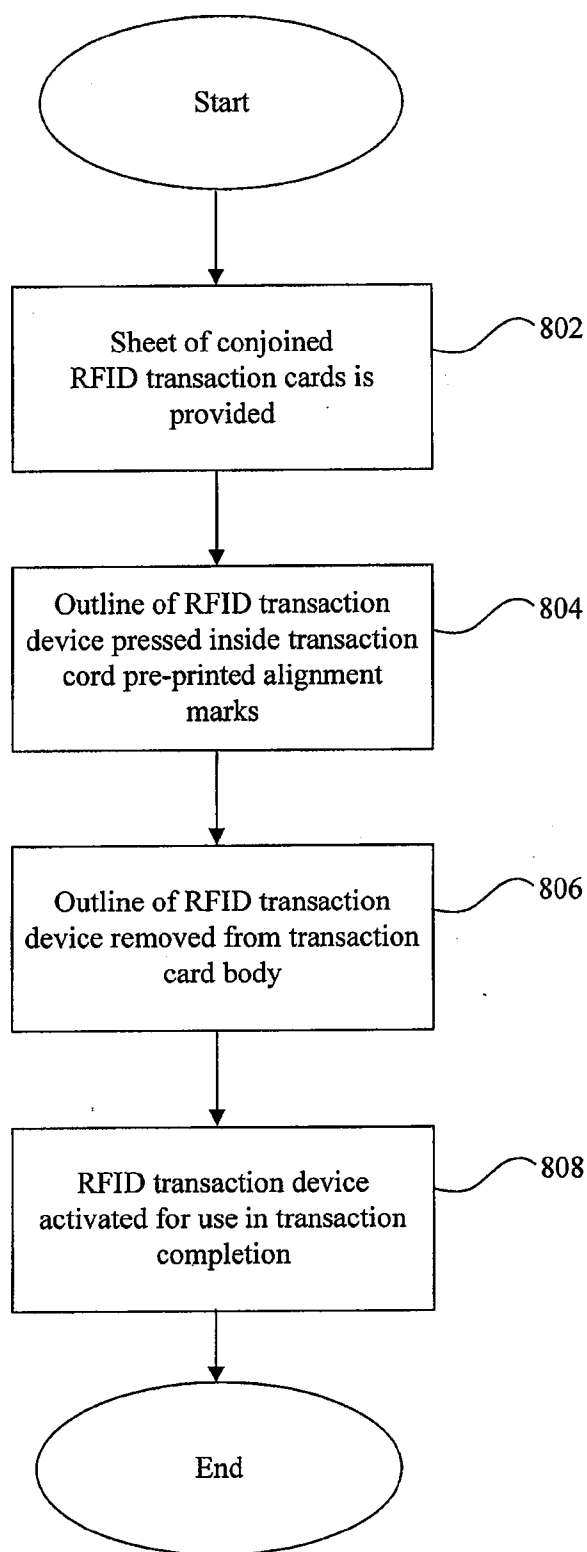 Start
Sheet of conjoined
RFID transaction cards is
provided
802
Outline of RFID transaction
device pressed inside transaction
cord pre-printed alignment
marks
804
Outline of RFID transaction
device removed from transaction
card body
806
RFID transaction device
activated for use in transaction
completion
808
End